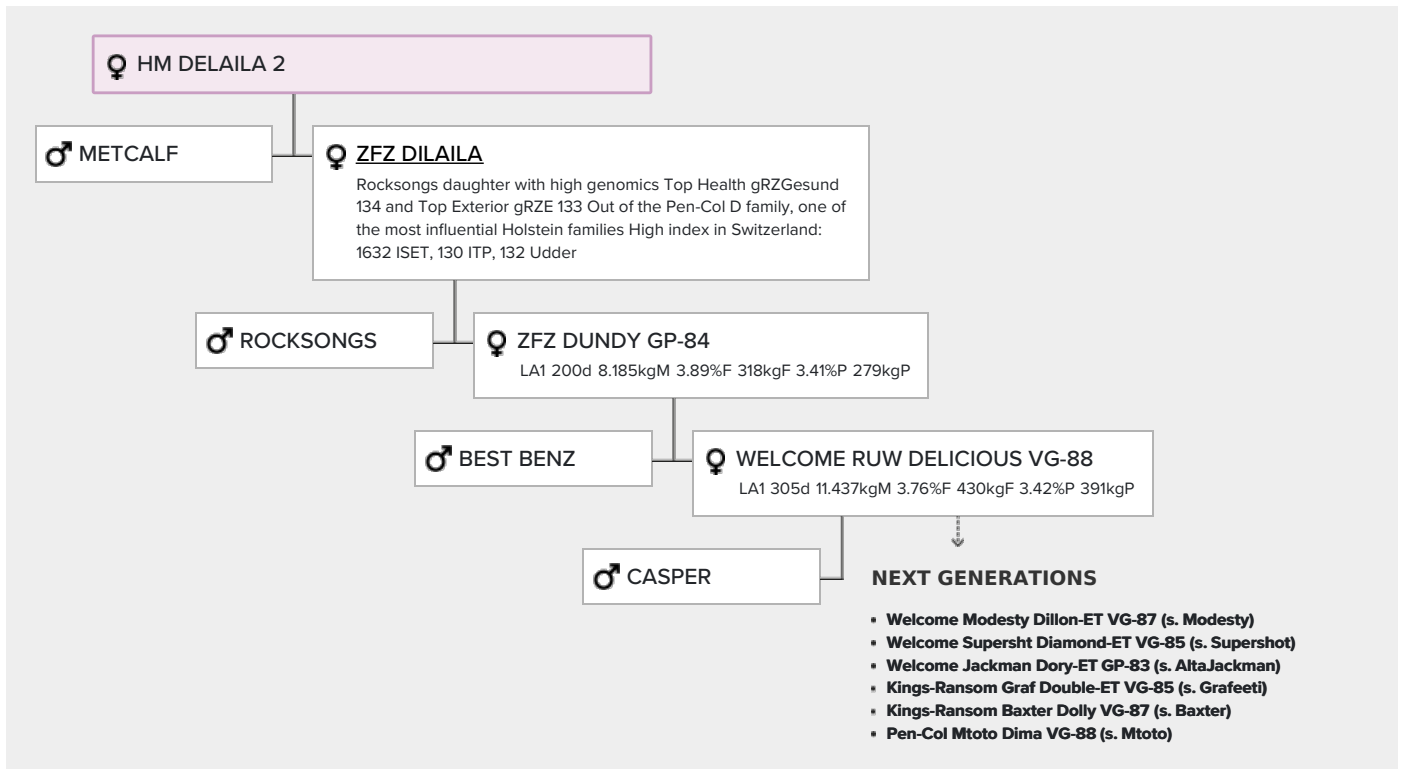 HM DELAILA 2
METCALF
ZFZ DILAILA
Rocksongs daughter with high genomics Top Health gRZGesund
134 and Top Exterior gRZE 133 Out of the Pen-Col D family, one of
the most influential Holstein families High index in Switzerland:
1632 ISET, 130 ITP, 132 Udder
ROCKSONGS
ZFZ DUNDY GP-84
LA1 200d 8.185kgM 3.89%F 318kgF 3.41%P 279kgP
BEST BENZ
WELCOME RUW DELICIOUS VG-88
LA1 305d 11.437kgM 3.76%F 430kgF 3.42%P 391kgP
CASPER
NEXT GENERATIONS
• Welcome Modesty Dillon-ET VG-87 (s. Modesty)
• Welcome Supersht Diamond-ET VG-85 (s. Supershot)
• Welcome Jackman Dory-ET GP-83 (s. AltaJackman)
• Kings-Ransom Graf Double-ET VG-85 (s. Grafeeti)
• Kings-Ransom Baxter Dolly VG-87 (s. Baxter)
• Pen-Col Mtoto Dima VG-88 (s. Mtoto)